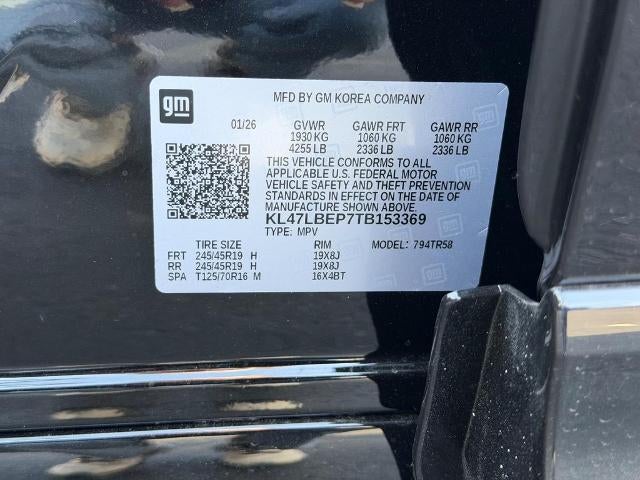 gm
MFD BY GM KOREA COMPANY
01/26 GVWR GAWR FRT GAWR RR
1930 KG 1060 KG 1060 KG
4255 LB 2336 LB 2336 LB
THIS VEHICLE CONFORMS TO ALL
APPLICABLE U.S. FEDERAL MOTOR
VEHICLE SAFETY AND THEFT PREVENTION
STANDARDS IN EFFECT ON THE DATE OF
MANUFACTURE SHOWN ABOVE.
KL47LBEP7TB153369
TYPE: MPV MODEL: 794TR58
TIRE SIZE RIM
FRT 245/45R19 H 19X8J
RR 245/45R19 H 19X8J
SPA T125/70R16 M 16X4BT